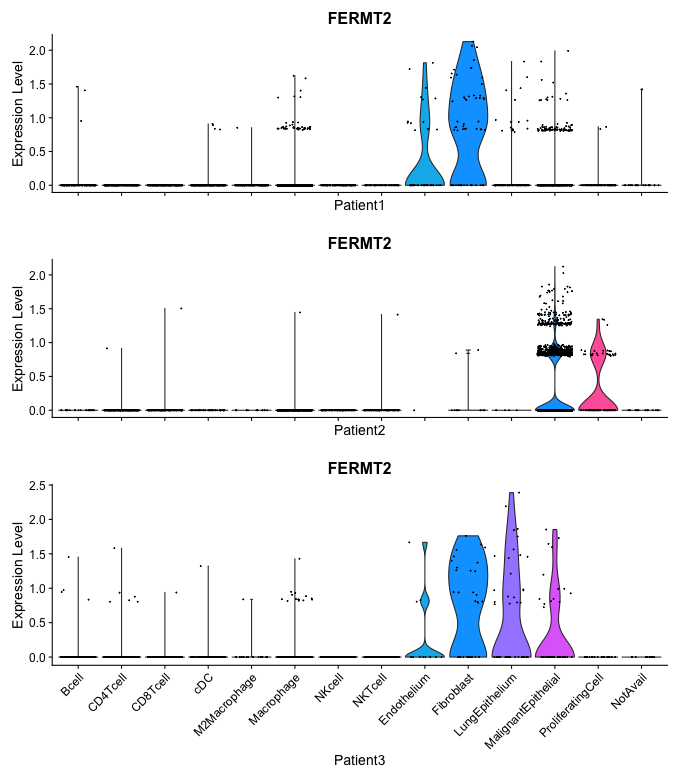 FERMT2
Expression Level
2.0
1.5
1.0
0.5
0.0
Patient1
FERMT2
Expression Level
2.0
1.5
1.0
0.5
0.0
Patient2
FERMT2
Expression Level
2.5
2.0
1.5
1.0
0.5
0.0
Bcell
CD4Tcell
CD8Tcell
cDC
M2Macrophage
Macrophage
NKcell
NKTcell
Endothelium
Fibroblast
LungEpithelium
MalignantEpithelial
ProliferatingCell
NotAvail
Patient3